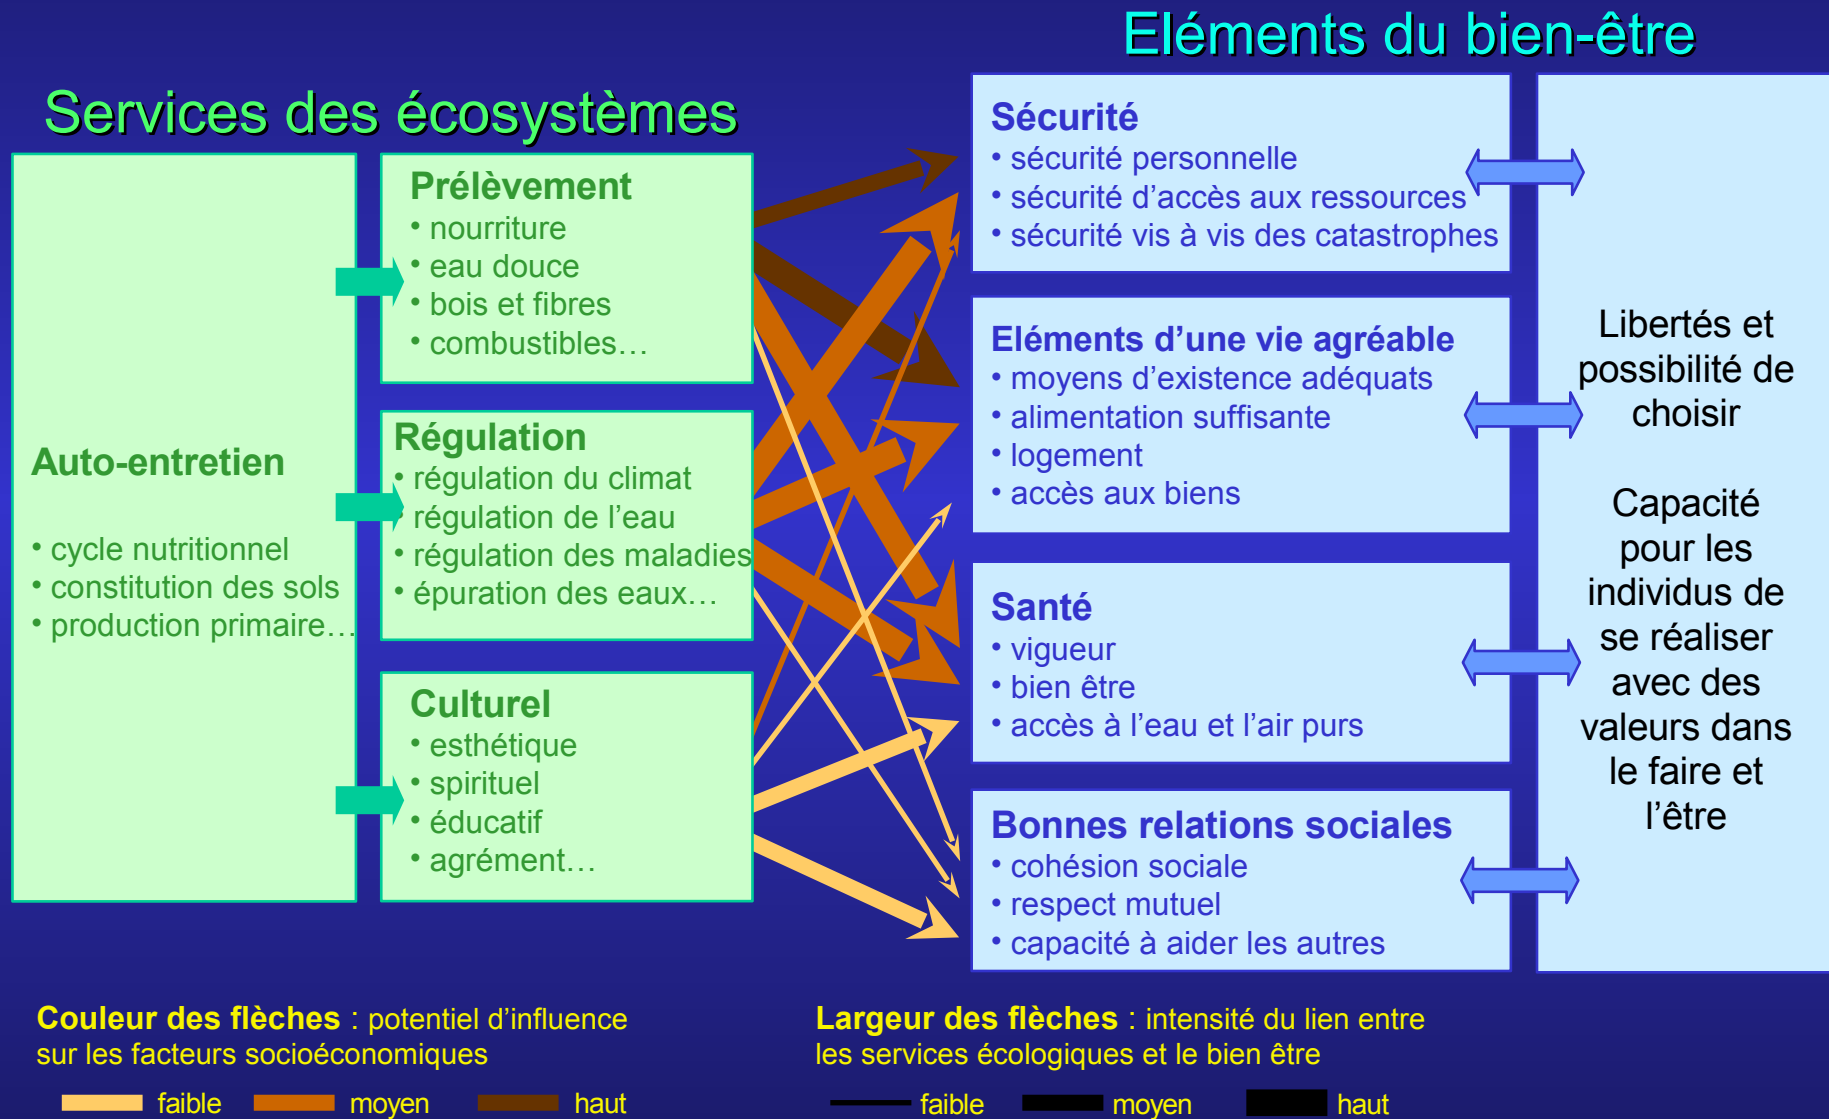 Eléments du bien-être
Services des écosystèmes
Auto-entretien
• cycle nutritionnel
• constitution des sols
• production primaire…
Prélèvement
• nourriture
• eau douce
• bois et fibres
• combustibles…
Régulation
• régulation du climat
• régulation de l’eau
• régulation des maladies
• épuration des eaux…
Culturel
• esthétique
• spirituel
• éducatif
• agrément…
Sécurité
• sécurité personnelle
• sécurité d’accès aux ressources
• sécurité vis à vis des catastrophes
Eléments d’une vie agréable
• moyens d’existence adéquats
• alimentation suffisante
• logement
• accès aux biens
Santé
• vigueur
• bien être
• accès à l’eau et l’air purs
Bonnes relations sociales
• cohésion sociale
• respect mutuel
• capacité à aider les autres
Libertés et
possibilité de
choisir
Capacité
pour les
individus de
se réaliser
avec des
valeurs dans
le faire et
l’être
Couleur des flèches : potentiel d’influence
sur les facteurs socioéconomiques
faible moyen haut
Largeur des flèches : intensité du lien entre
les services écologiques et le bien être
faible moyen haut